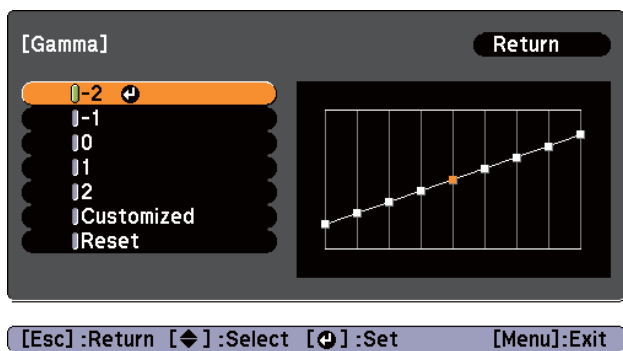 [Gamma]
Return
-2
-1
0
1
2
Customized
Reset
[Esc] :Return [◆] :Select [↵] :Set [Menu]:Exit